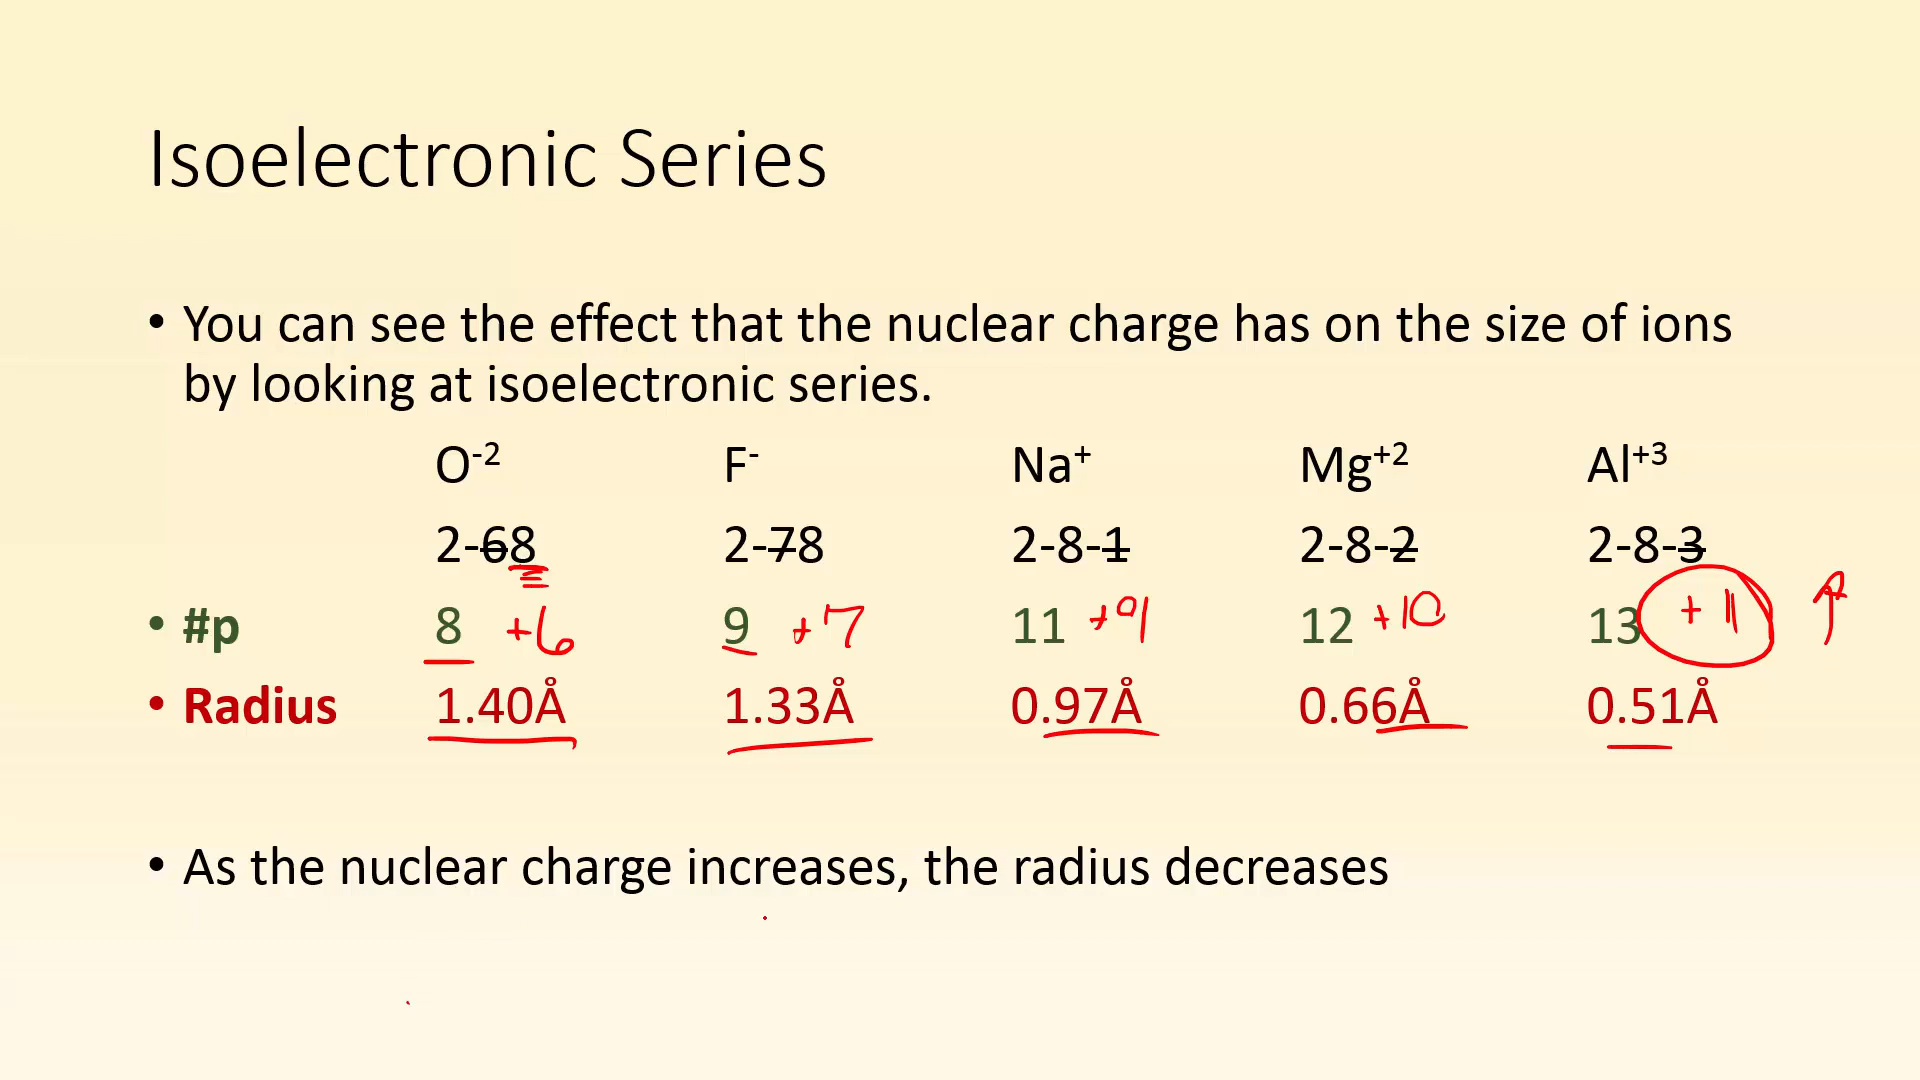 Isoelectronic Series
• You can see the effect that the nuclear charge has on the size of ions
by looking at isoelectronic series.
O-2 F- Na+ Mg+2 Al+3
2-68 2-78 2-8-1 2-8-2 2-8-3
• #p 8 +6 9 +7 11 +9 12 +10 13 +11 ↑
• Radius 1.40Å 1.33Å 0.97Å 0.66Å 0.51Å
• As the nuclear charge increases, the radius decreases